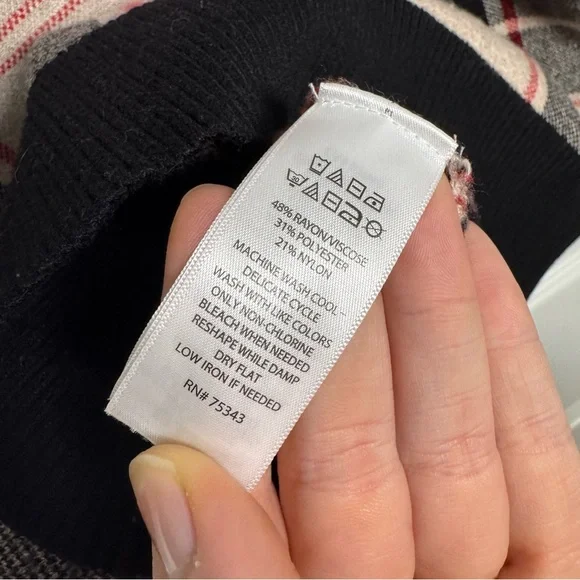 30
48% RAYON/VISCOSE
31% POLYESTER
21% NYLON
MACHINE WASH COOL –
DELICATE CYCLE
WASH WITH LIKE COLORS
ONLY NON-CHLORINE
BLEACH WHEN NEEDED
RESHAPE WHILE DAMP
DRY FLAT
LOW IRON IF NEEDED
RN# 75343